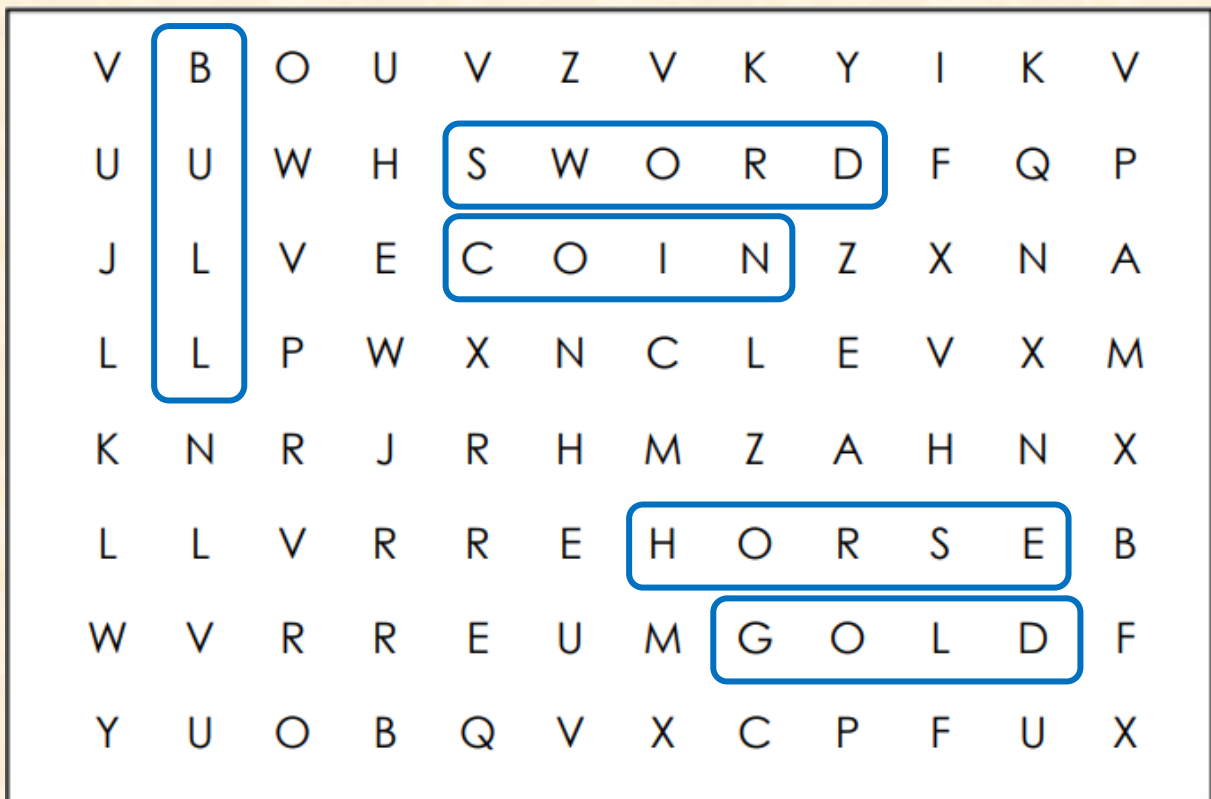 V B O U V Z V K Y I K V
U U W H S W O R D F Q P
J L V E C O I N Z X N A
L L P W X N C L E V X M
K N R J R H M Z A H N X
L L V R R E H O R S E B
W V R R E U M G O L D F
Y U O B Q V X C P F U X